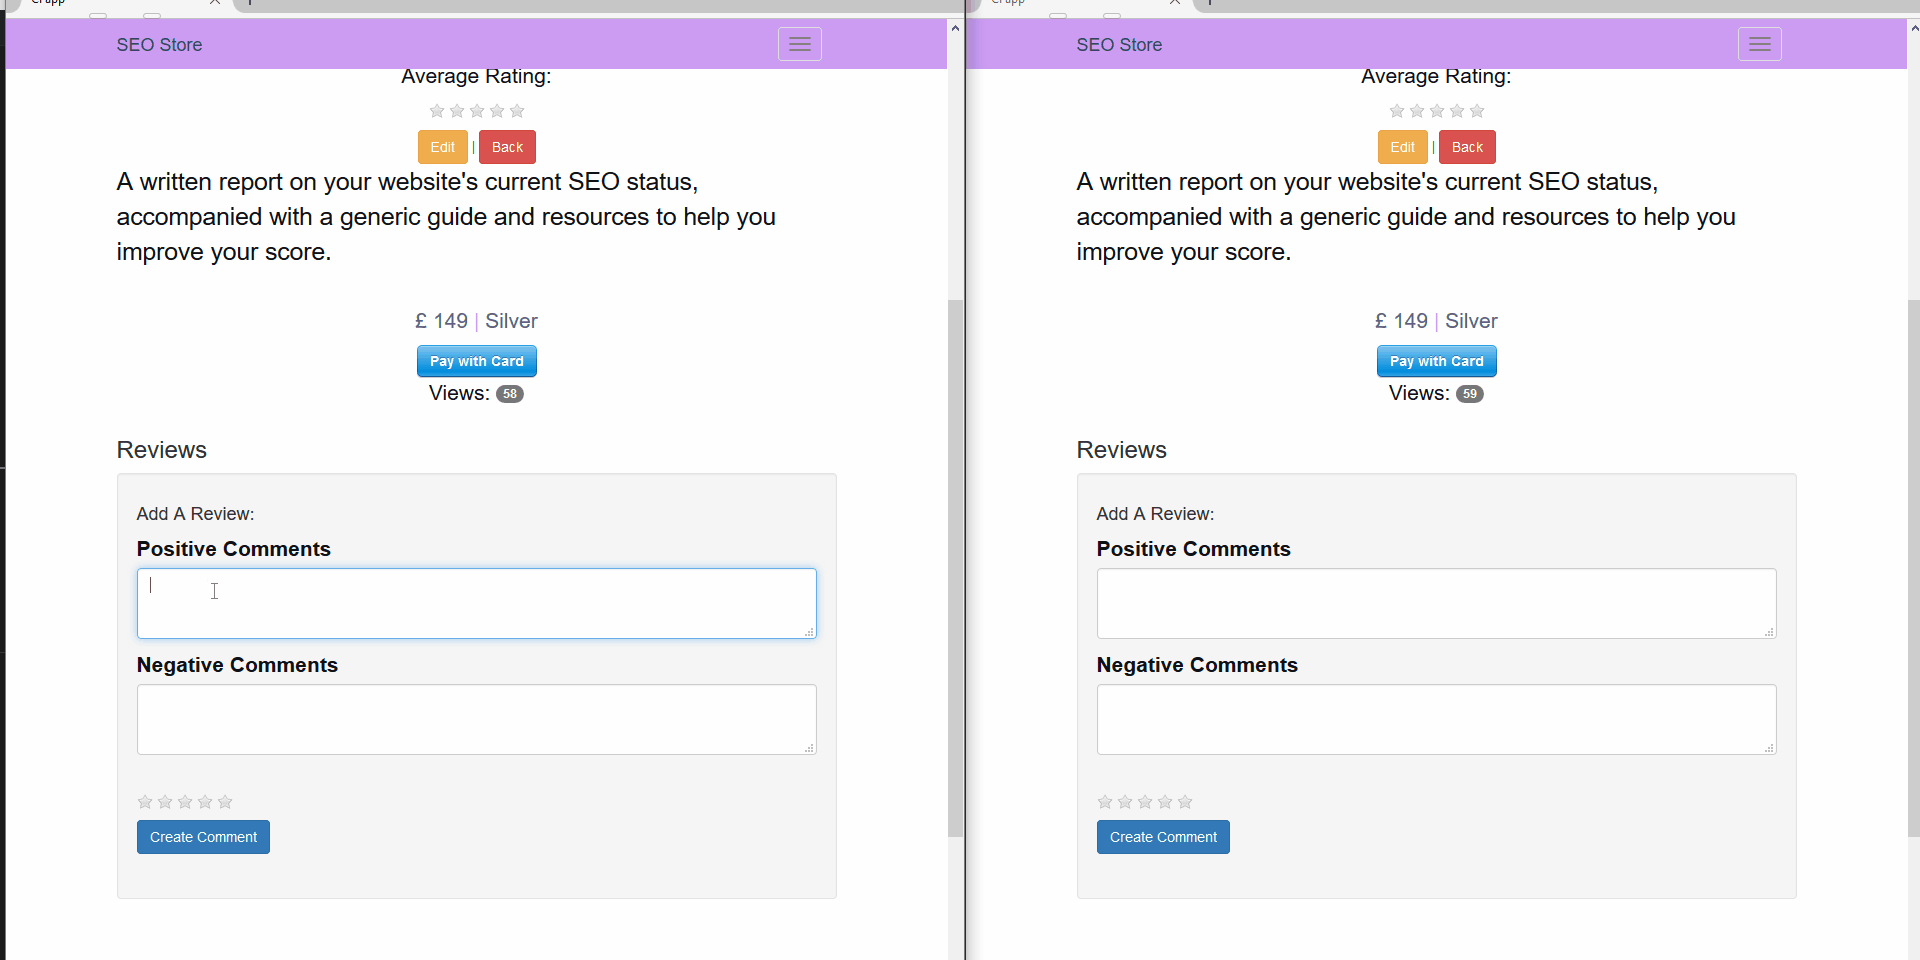 SEO Store
Average Rating:
Edit | Back
A written report on your website's current SEO status,
accompanied with a generic guide and resources to help you
improve your score.
£ 149 | Silver
Pay with Card
Views: 58
Reviews
Add A Review:
Positive Comments
Negative Comments
Create Comment
SEO Store
Average Rating:
Edit | Back
A written report on your website's current SEO status,
accompanied with a generic guide and resources to help you
improve your score.
£ 149 | Silver
Pay with Card
Views: 59
Reviews
Add A Review:
Positive Comments
Negative Comments
Create Comment